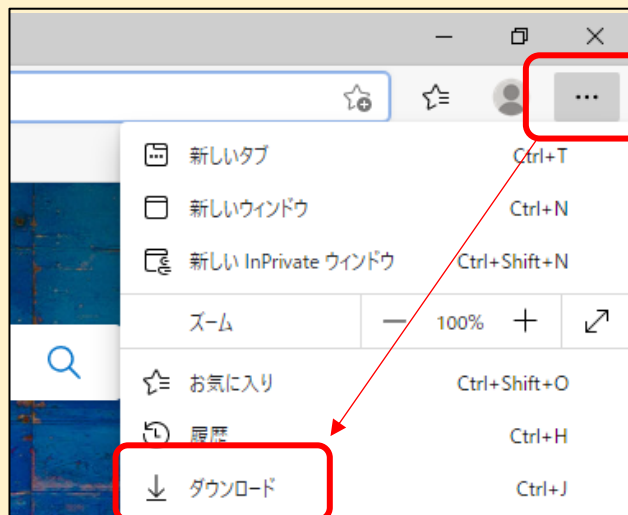 新しいタブ Ctrl+T
新しいウィンドウ Ctrl+N
新しい InPrivate ウィンドウ Ctrl+Shift+N
ズーム 100%
お気に入り Ctrl+Shift+O
履歴 Ctrl+H
ダウンロード Ctrl+J